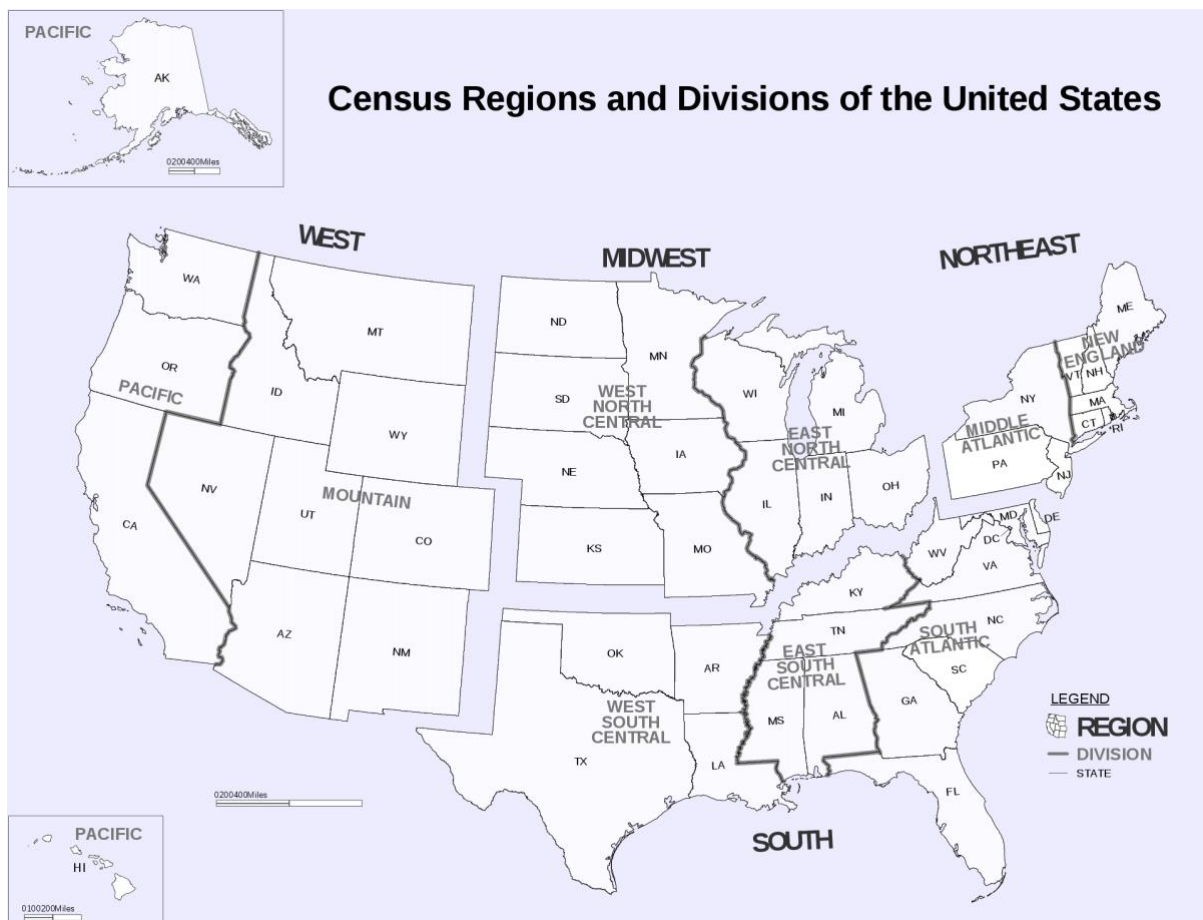 PACIFIC
AK
0200400Miles
Census Regions and Divisions of the United States
WEST
MIDWEST
NORTHEAST
WA
MT
OR
ID
PACIFIC
WY
NV
UT
MOUNTAIN
CO
CA
AZ
NM
ND
MN
SD
WEST
NORTH
CENTRAL
IA
NE
KS
MO
WI
MI
EAST
NORTH
CENTRAL
IL
IN
OH
ME
NEW
ENGLAND
VT
NH
MA
CT
RI
NY
MIDDLE
ATLANTIC
PA
NJ
MD
DE
DC
WV
VA
KY
NC
TN
SOUTH
ATLANTIC
SC
EAST
SOUTH
CENTRAL
MS
AL
GA
FL
OK
AR
WEST
SOUTH
CENTRAL
TX
LA
SOUTH
LEGEND
REGION
DIVISION
STATE
0200400Miles
PACIFIC
HI
0100200Miles